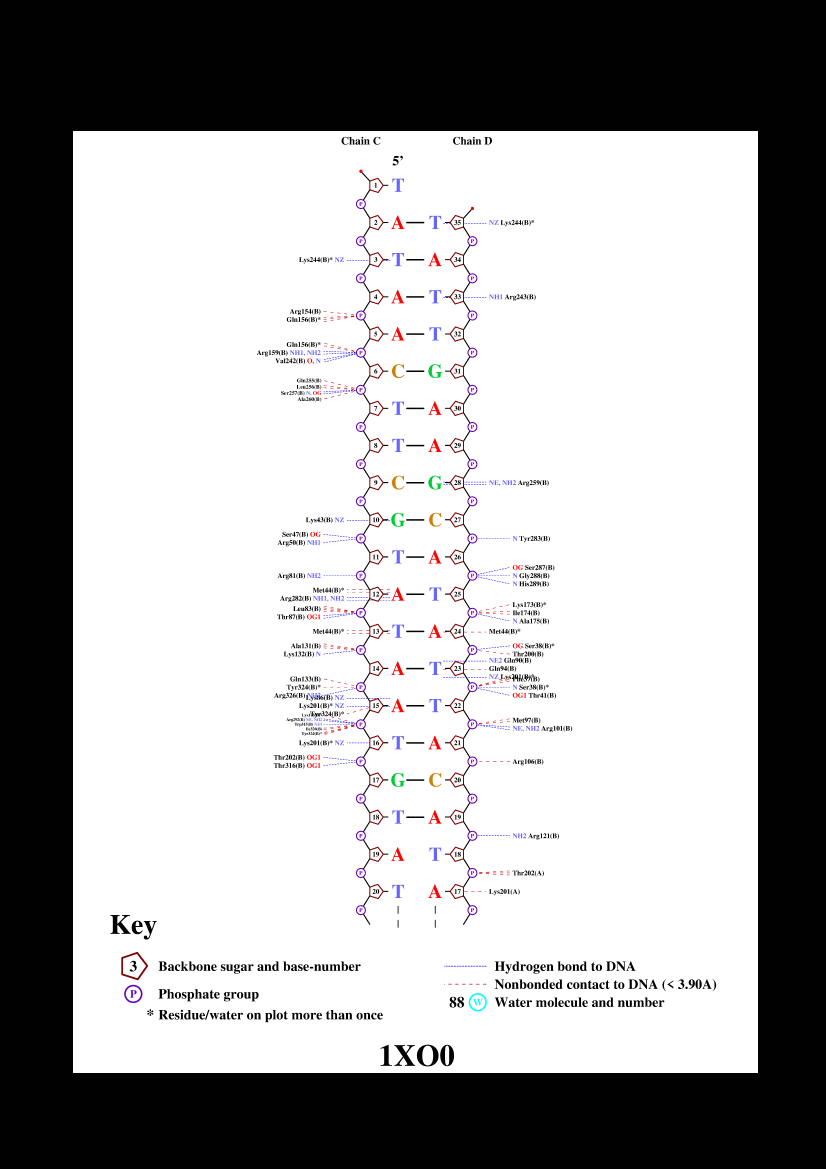 Chain C Chain D
5’
1 T
P
2 A T 35 NZ Lys244(B)*
P P
Lys244(B)* NZ 3 T A 34
P P
4 A T 33 NH1 Arg243(B)
Arg154(B)
P P
Gln156(B)*
5 A T 32
Gln156(B)*
Arg159(B) NH1, NH2 P P
Val242(B) O, N
6 C G 31
Gln255(B)
Leu256(B)
P P
Ser257(B) N, OG
Ala260(B)
7 T A 30
P P
8 T A 29
P P
9 C G 28 NE, NH2 Arg259(B)
P P
Lys43(B) NZ 10 G C 27
Ser47(B) OG
P P N Tyr283(B)
Arg50(B) NH1
11 T A 26
OG Ser287(B)
Arg81(B) NH2 P P N Gly288(B)
N His289(B)
Met44(B)*
12 A T 25
Arg282(B) NH1, NH2
Lys173(B)*
Leu83(B)
P P Ile174(B)
Thr87(B) OG1
N Ala175(B)
Met44(B)* 13 T A 24 Met44(B)*
Ala131(B) OG Ser38(B)*
P P
Lys132(B) N Thr200(B)
NE2 Gln90(B)
14 A T 23 Gln94(B)
NZ
Gln133(B)
Tyr324(B)* P P N Ser38(B)*
Arg326(B)
OG1 Thr41(B)
Lys201(B)* NZ 15 A T 22
Met97(B)
P P
NE, NH2 Arg101(B)
Lys201(B)* NZ 16 T A 21
Thr202(B) OG1
P P Arg106(B)
Thr316(B) OG1
17 G C 20
P P
18 T A 19
P P NH2 Arg121(B)
19 A T 18
P P Thr202(A)
20 T A 17 Lys201(A)
P P
Key
3 Backbone sugar and base-number
P Phosphate group
* Residue/water on plot more than once
Hydrogen bond to DNA
Nonbonded contact to DNA (< 3.90A)
88 W Water molecule and number
1XO0